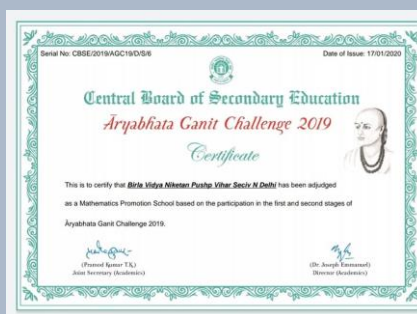 Serial No: CBSE/2019/AGC19/D/S/6
Date of Issue: 17/01/2020
Central Board of Secondary Education
Āryabhata Ganit Challenge 2019
Certificate
This is to certify that Birla Vidya Niketan Pushp Vihar Seciv N Delhi has been adjudged
as a Mathematics Promotion School based on the participation in the first and second stages of
Āryabhata Ganit Challenge 2019.
(Pramod Kumar T.K.)
Joint Secretary (Academics)
(Dr. Joseph Emmanuel)
Director (Academics)